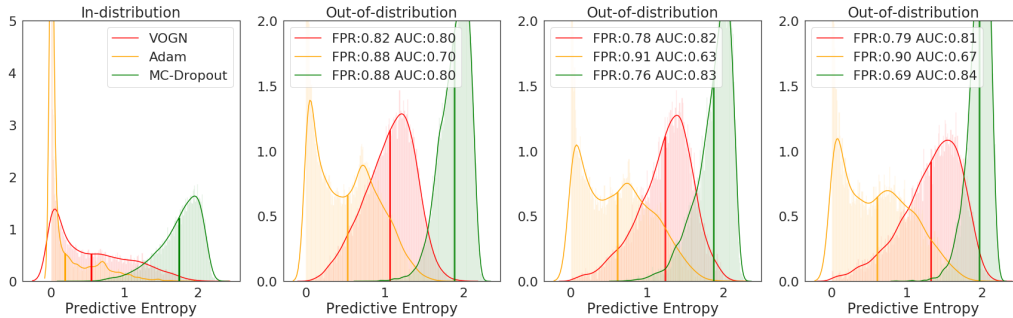 In-distribution
VOGN
Adam
MC-Dropout
5
4
3
2
1
0
0 1 2
Predictive Entropy
Out-of-distribution
FPR:0.82 AUC:0.80
FPR:0.88 AUC:0.70
FPR:0.88 AUC:0.80
2.0
1.5
1.0
0.5
0.0
0 1 2
Predictive Entropy
Out-of-distribution
FPR:0.78 AUC:0.82
FPR:0.91 AUC:0.63
FPR:0.76 AUC:0.83
2.0
1.5
1.0
0.5
0.0
0 1 2
Predictive Entropy
Out-of-distribution
FPR:0.79 AUC:0.81
FPR:0.90 AUC:0.67
FPR:0.69 AUC:0.84
2.0
1.5
1.0
0.5
0.0
0 1 2
Predictive Entropy